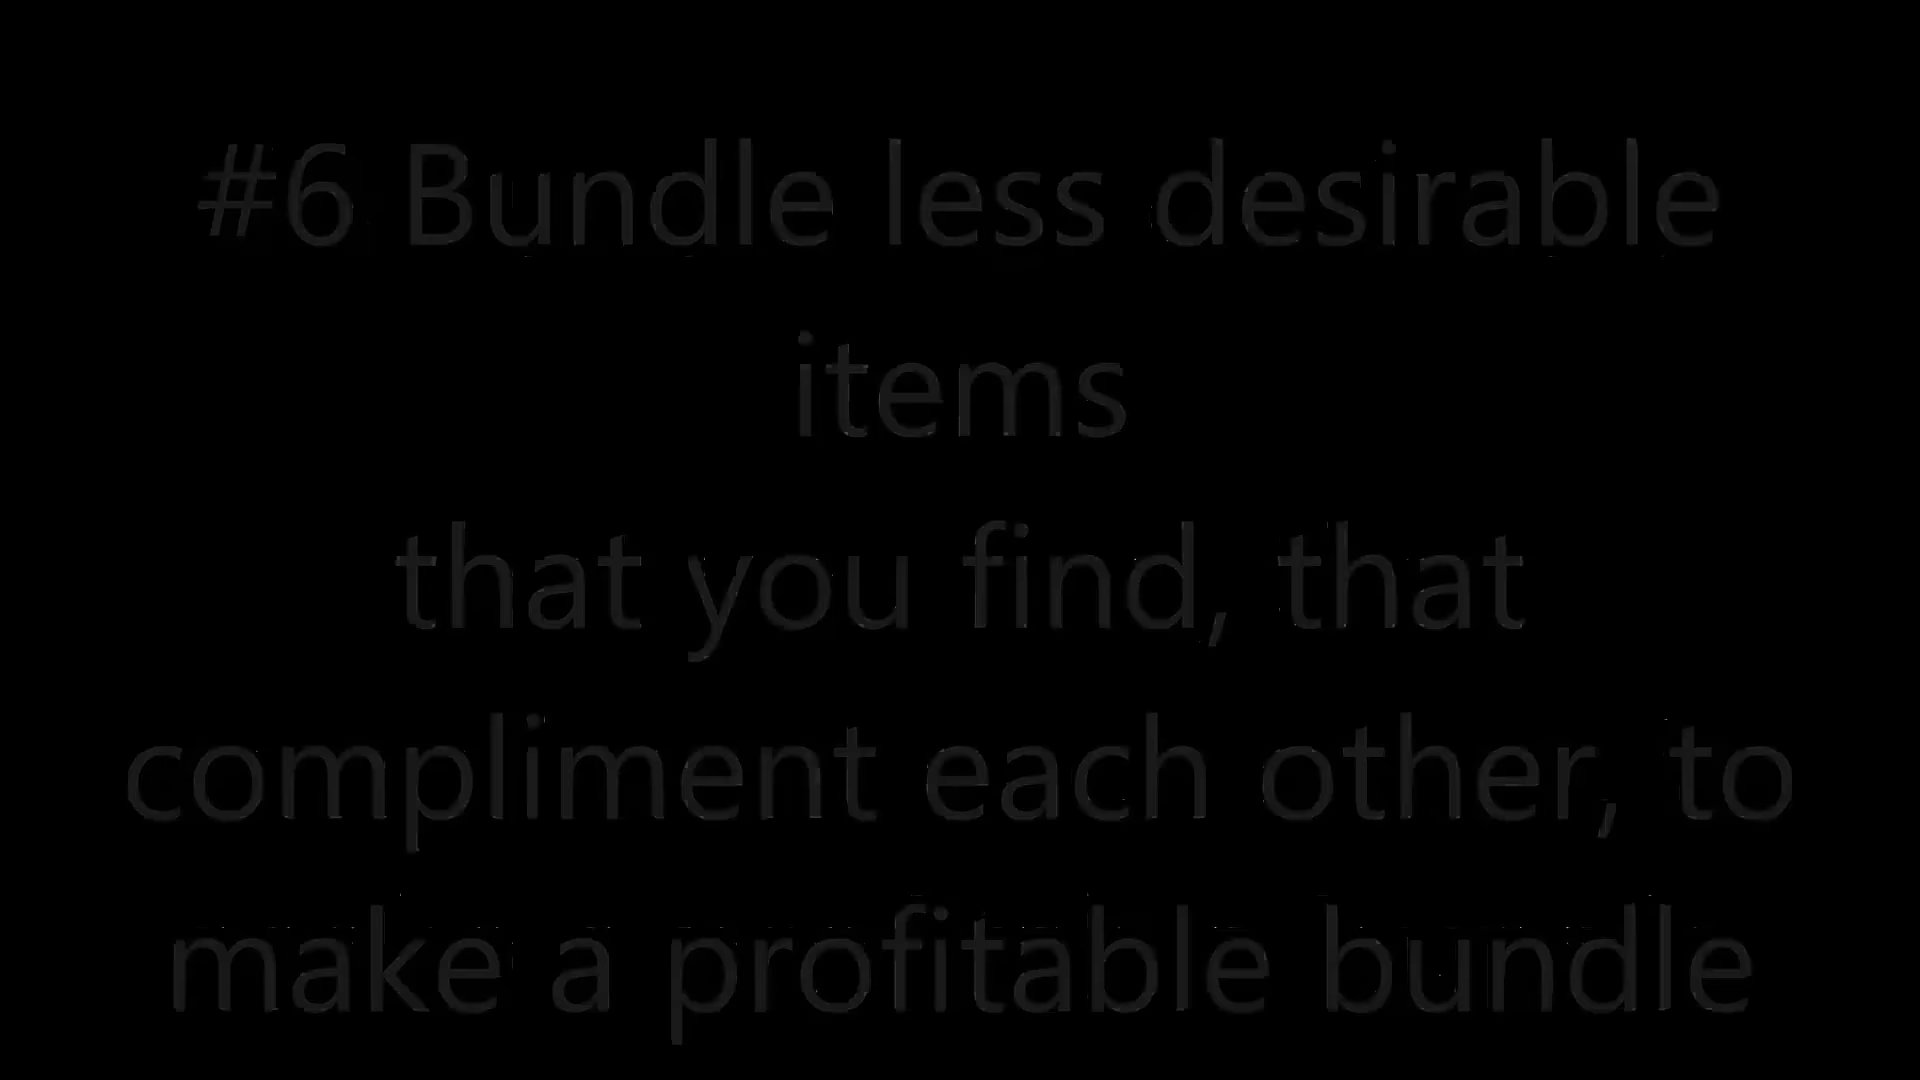 #6 Bundle less desirable
items
that you find, that
compliment each other, to
make a profitable bundle